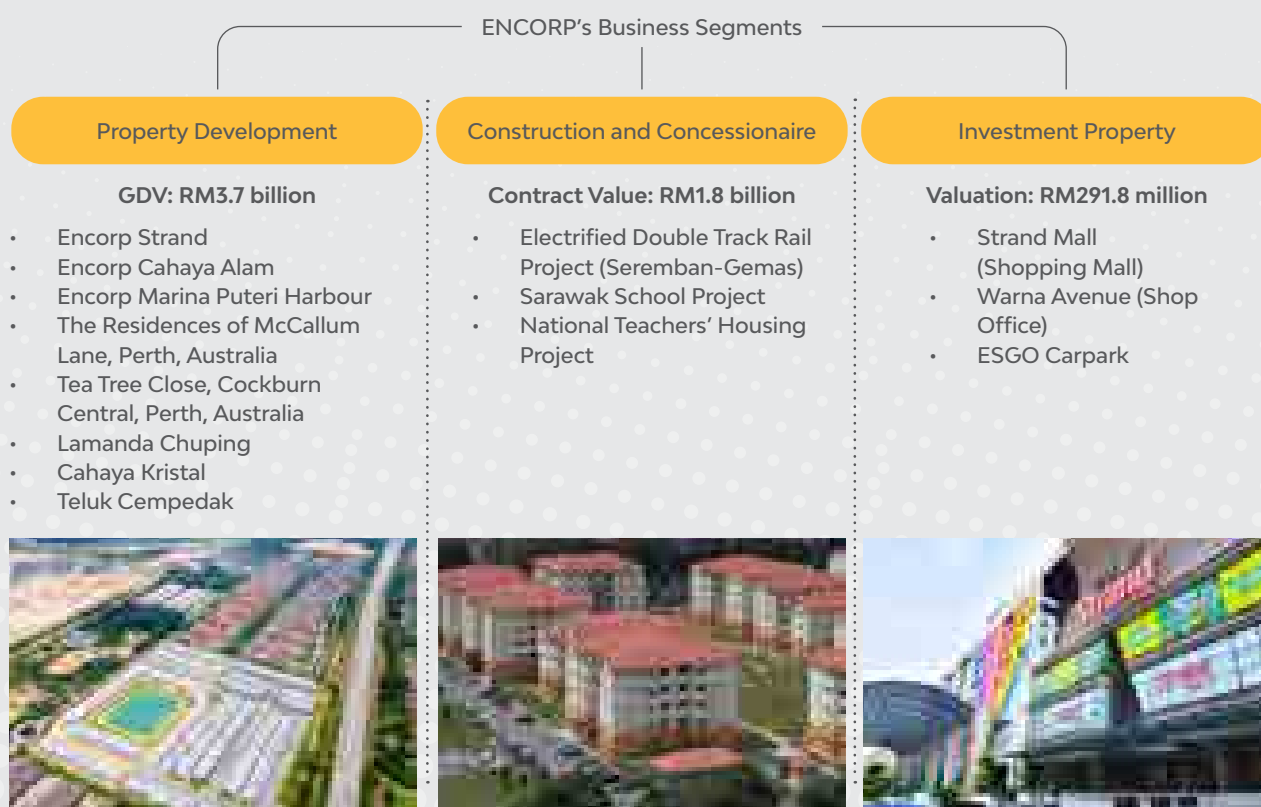 ENCORP's Business Segments
Property Development
GDV: RM3.7 billion
• Encorp Strand
• Encorp Cahaya Alam
• Encorp Marina Puteri Harbour
• The Residences of McCallum
Lane, Perth, Australia
• Tea Tree Close, Cockburn
Central, Perth, Australia
• Lamanda Chuping
• Cahaya Kristal
• Teluk Cempedak
Construction and Concessionaire
Contract Value: RM1.8 billion
• Electrified Double Track Rail
Project (Seremban-Gemas)
• Sarawak School Project
• National Teachers' Housing
Project
Investment Property
Valuation: RM291.8 million
• Strand Mall
(Shopping Mall)
• Warna Avenue (Shop
Office)
• ESGO Carpark